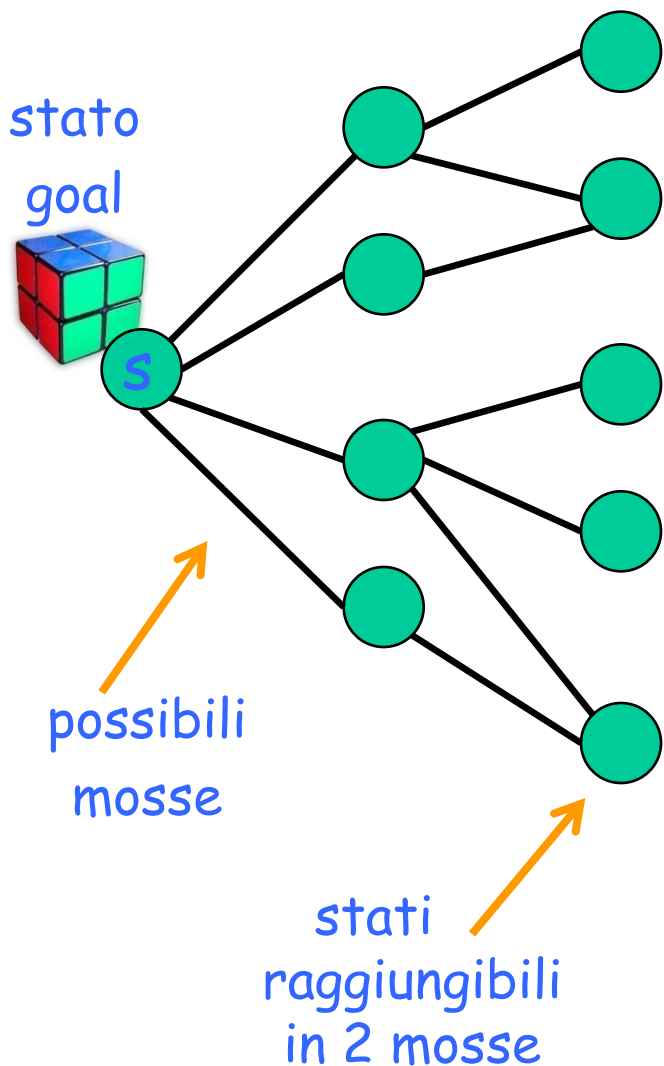 stato
goal
s
possibili
mosse
stati
raggiungibili
in 2 mosse